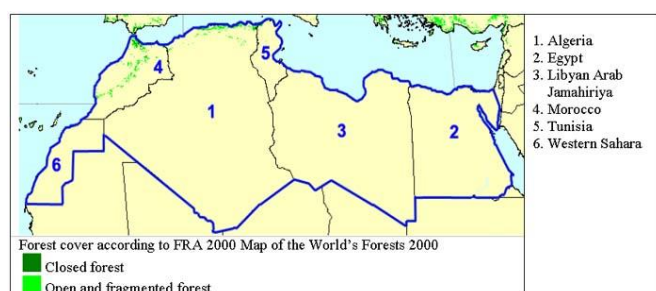 1. Algeria
2. Egypt
3. Libyan Arab
Jamahiriya
4. Morocco
5. Tunisia
6. Western Sahara
4
5
1
3
2
6
Forest cover according to FRA 2000 Map of the World's Forests 2000
Closed forest
Open and fragmented forest